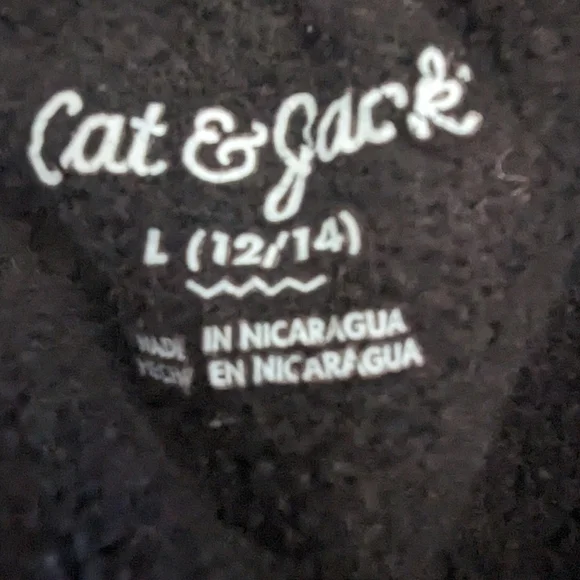 Cat & Jack
L (12/14)
MADE IN NICARAGUA
HECHO EN NICARAGUA